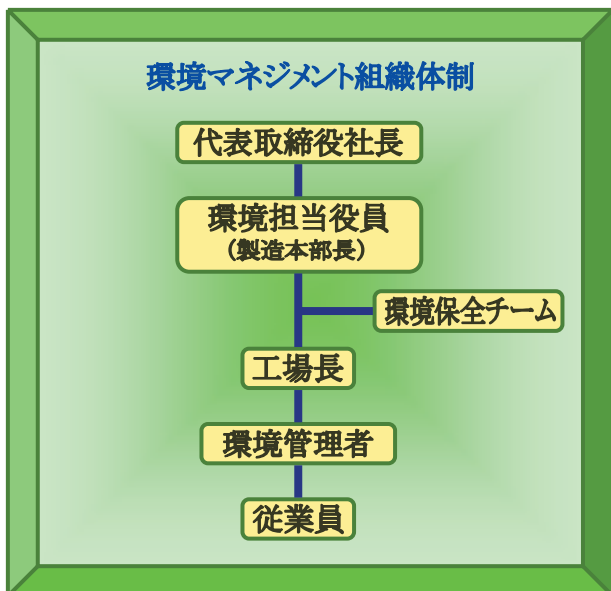 環境マネジメント組織体制
代表取締役社長
環境担当役員
(製造本部長)
環境保全チーム
工場長
環境管理者
従業員